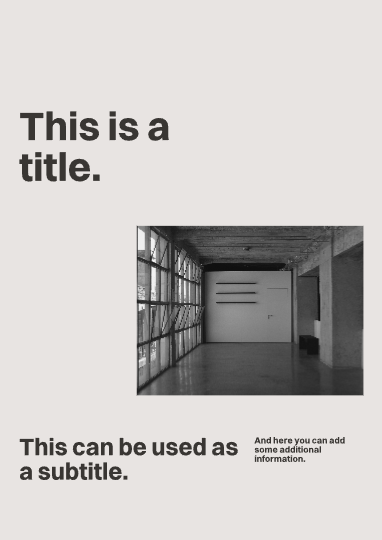 This is a
title.
This can be used as
a subtitle.
And here you can add
some additional
information.